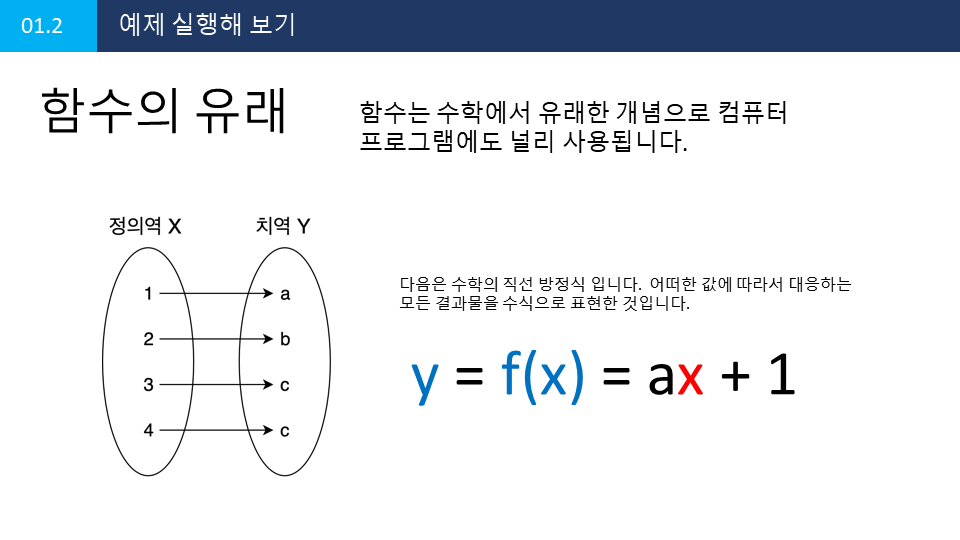 01.2 예제 실행해 보기
함수의 유래
함수는 수학에서 유래한 개념으로 컴퓨터
프로그램에도 널리 사용됩니다.
정의역 X 치역 Y
1 a
2 b
3 c
4 c
다음은 수학의 직선 방정식 입니다. 어떠한 값에 따라서 대응하는
모든 결과물을 수식으로 표현한 것입니다.
y = f(x) = ax + 1